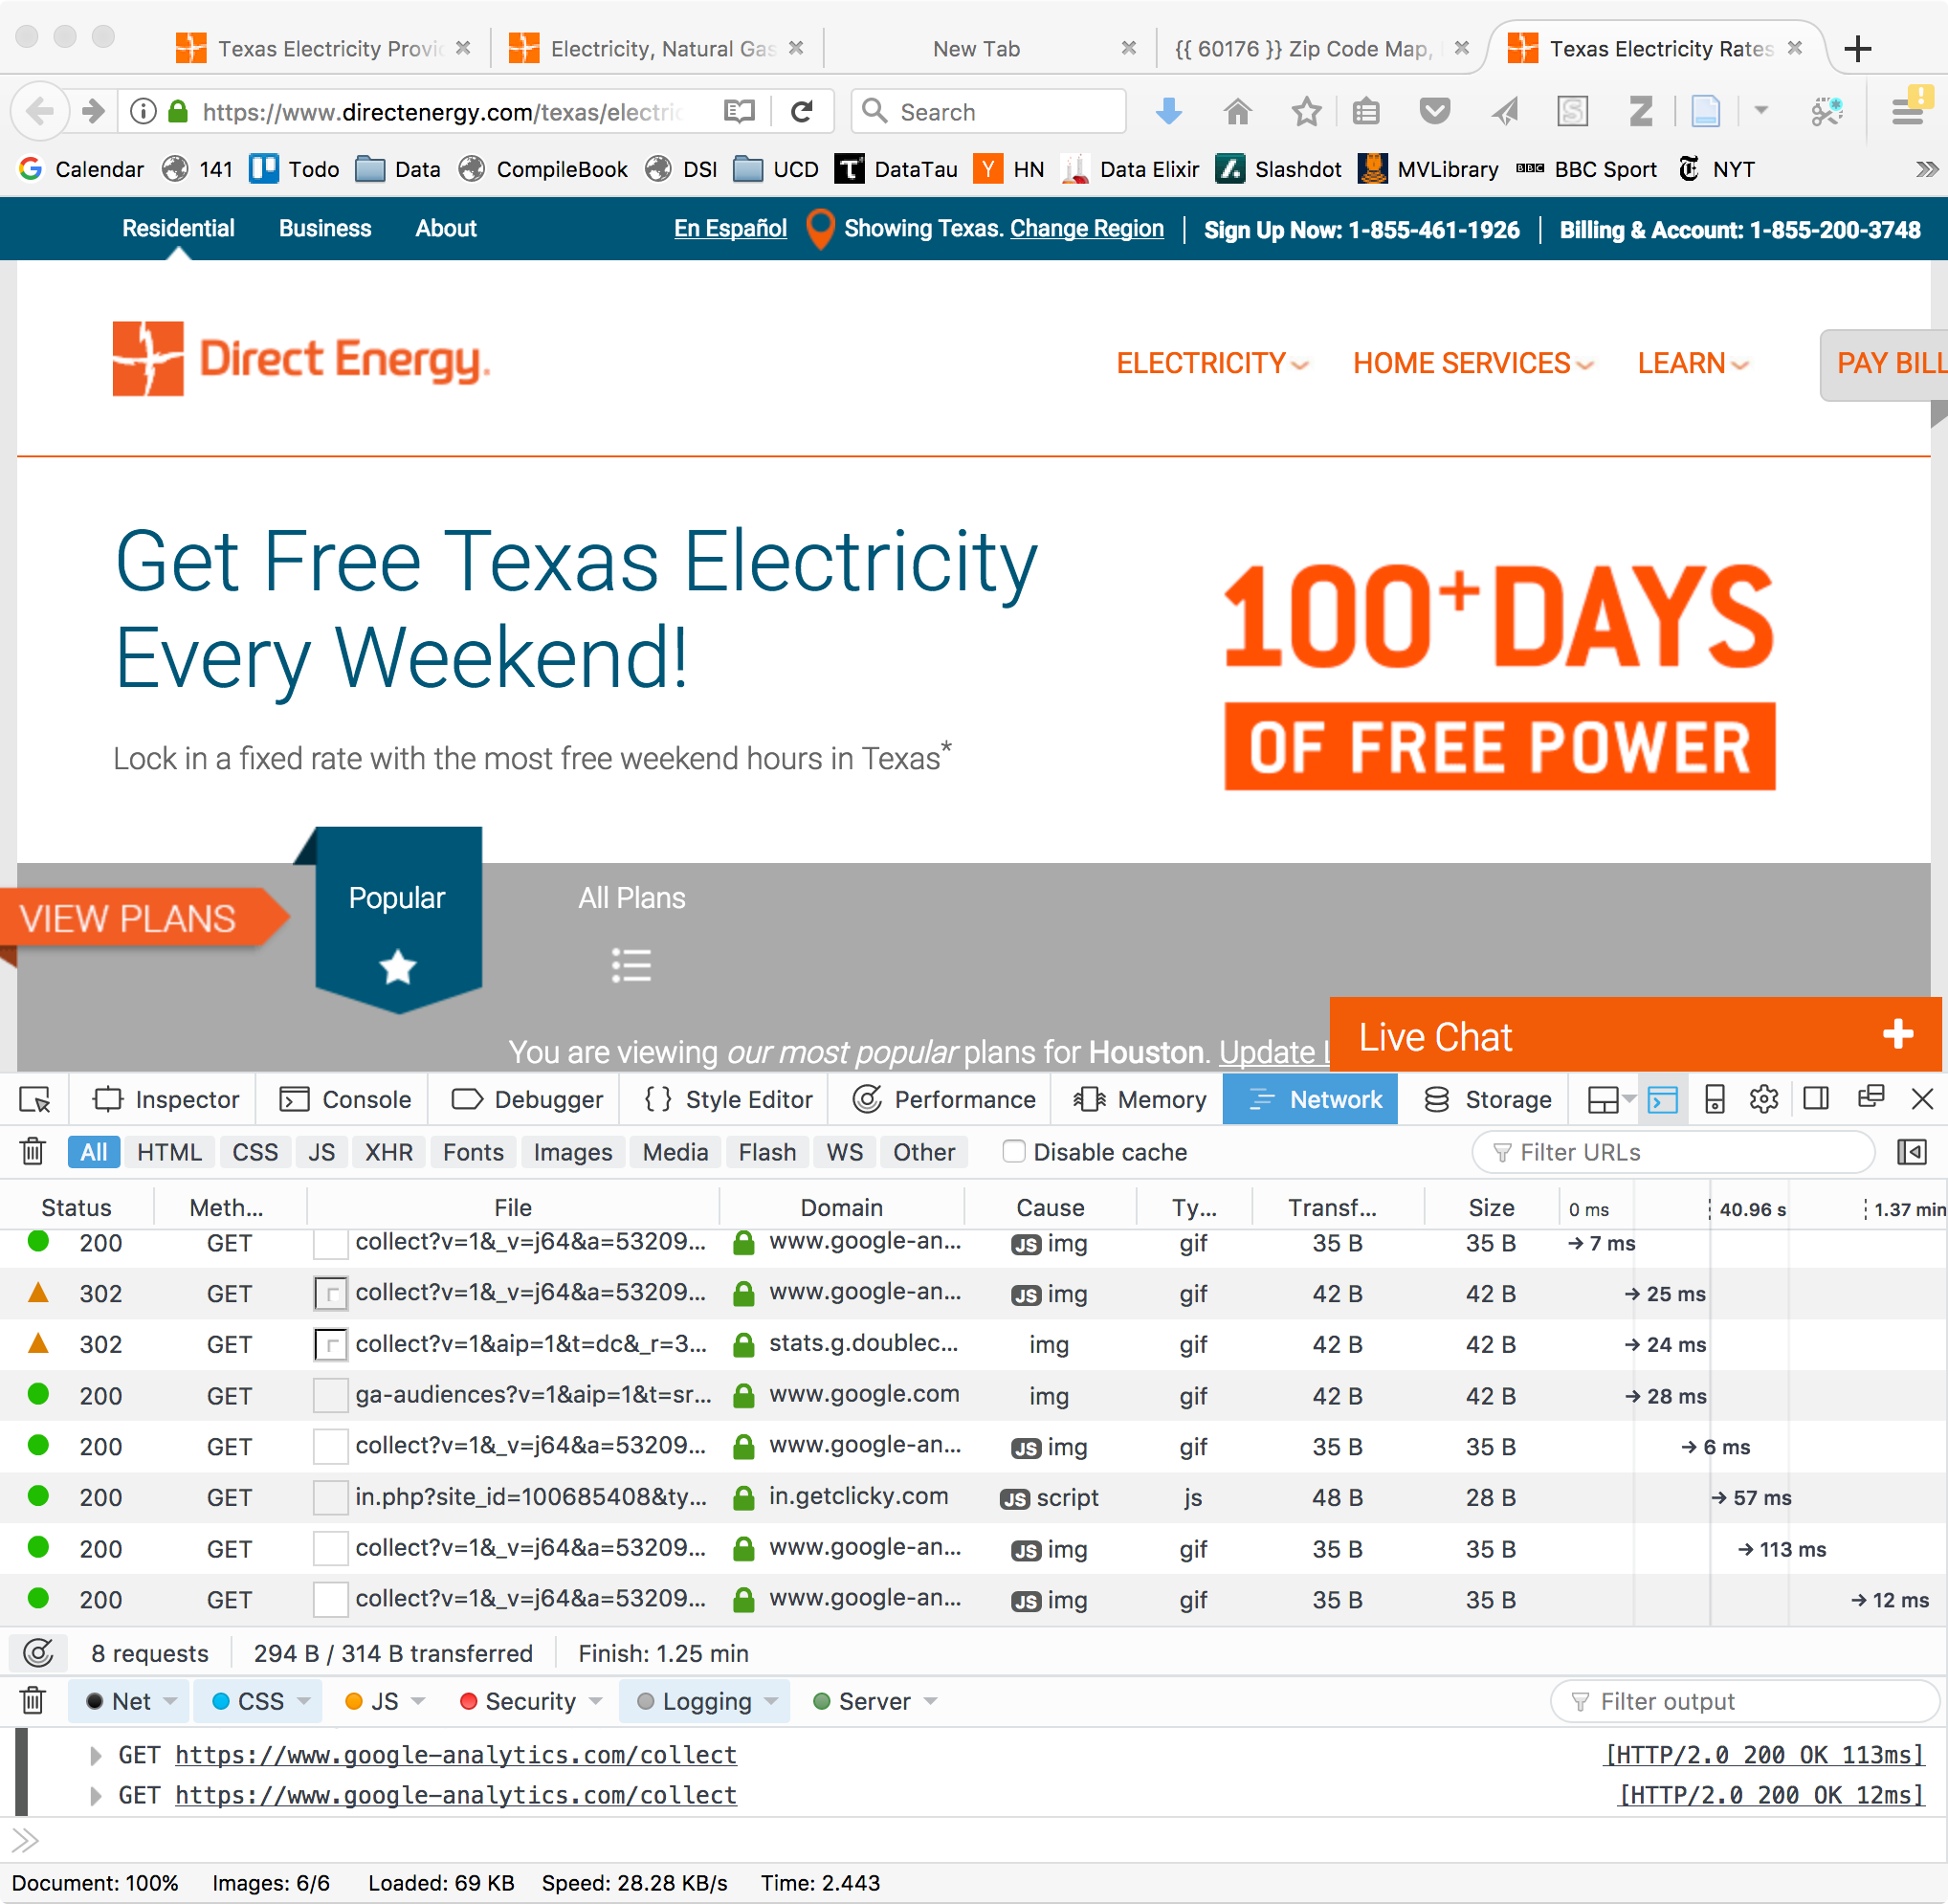 Texas Electricity Provi
Electricity, Natural Gas
New Tab
{{ 60176 }} Zip Code Map,
Texas Electricity Rates
https://www.directenergy.com/texas/electric
Search
Calendar 141 Todo Data CompileBook DSI UCD DataTau HN Data Elixir Slashdot MVLibrary BBC Sport NYT
Residential Business About En Español Showing Texas. Change Region Sign Up Now: 1-855-461-1926 Billing & Account: 1-855-200-3748
Direct Energy.
ELECTRICITY HOME SERVICES LEARN PAY BILL
Get Free Texas Electricity
Every Weekend!
Lock in a fixed rate with the most free weekend hours in Texas*
100+ DAYS
OF FREE POWER
VIEW PLANS
Popular
All Plans
You are viewing our most popular plans for Houston. Update
Live Chat
Inspector Console Debugger Style Editor Performance Memory Network Storage
All HTML CSS JS XHR Fonts Images Media Flash WS Other Disable cache Filter URLs
Status Meth... File Domain Cause Ty... Transf... Size 0 ms 40.96 s 1.37 min
200 GET collect?v=1&_v=j64&a=53209... www.google-an... JS img gif 35 B 35 B → 7 ms
302 GET collect?v=1&_v=j64&a=53209... www.google-an... JS img gif 42 B 42 B → 25 ms
302 GET collect?v=1&aip=1&t=dc&_r=3... stats.g.doublec... img gif 42 B 42 B → 24 ms
200 GET ga-audiences?v=1&aip=1&t=sr... www.google.com img gif 42 B 42 B → 28 ms
200 GET collect?v=1&_v=j64&a=53209... www.google-an... JS img gif 35 B 35 B → 6 ms
200 GET in.php?site_id=100685408&ty... in.getclicky.com JS script js 48 B 28 B → 57 ms
200 GET collect?v=1&_v=j64&a=53209... www.google-an... JS img gif 35 B 35 B → 113 ms
200 GET collect?v=1&_v=j64&a=53209... www.google-an... JS img gif 35 B 35 B → 12 ms
8 requests 294 B / 314 B transferred Finish: 1.25 min
Net CSS JS Security Logging Server Filter output
GET https://www.google-analytics.com/collect [HTTP/2.0 200 OK 113ms]
GET https://www.google-analytics.com/collect [HTTP/2.0 200 OK 12ms]
Document: 100% Images: 6/6 Loaded: 69 KB Speed: 28.28 KB/s Time: 2.443